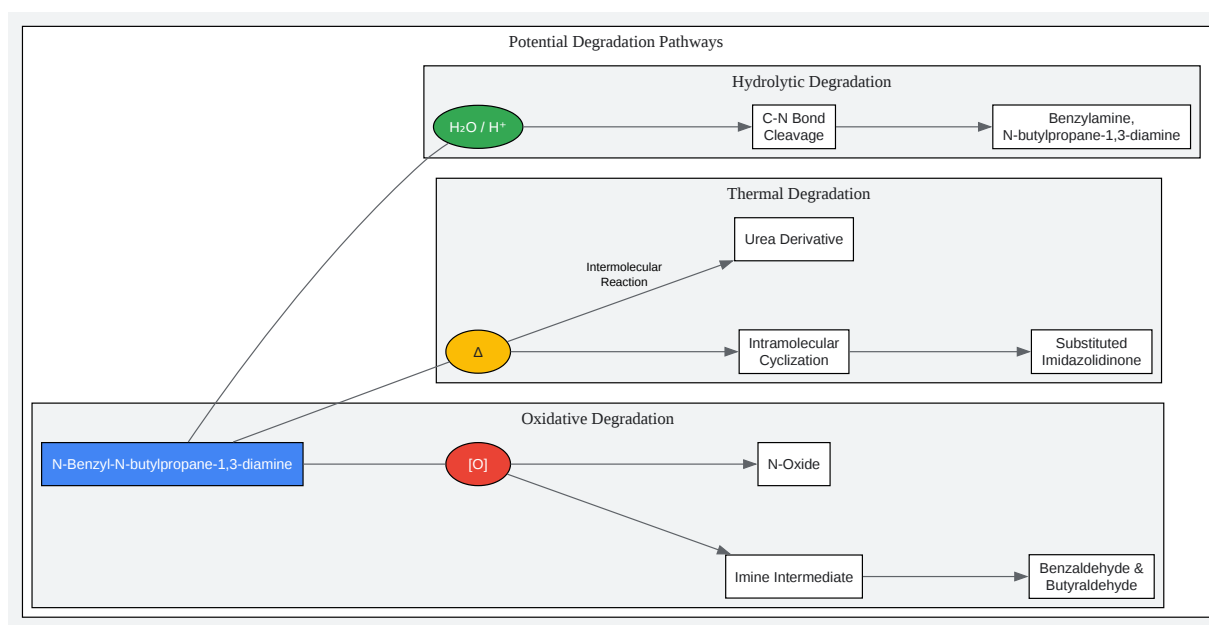 Potential Degradation Pathways
Hydrolytic Degradation
H₂O / H⁺
C-N Bond
Cleavage
Benzylamine,
N-butylpropane-1,3-diamine
Thermal Degradation
Urea Derivative
Intermolecular
Reaction
Δ
Intramolecular
Cyclization
Substituted
Imidazolidinone
Oxidative Degradation
N-Benzyl-N-butylpropane-1,3-diamine
[O]
N-Oxide
Imine Intermediate
Benzaldehyde &
Butyraldehyde